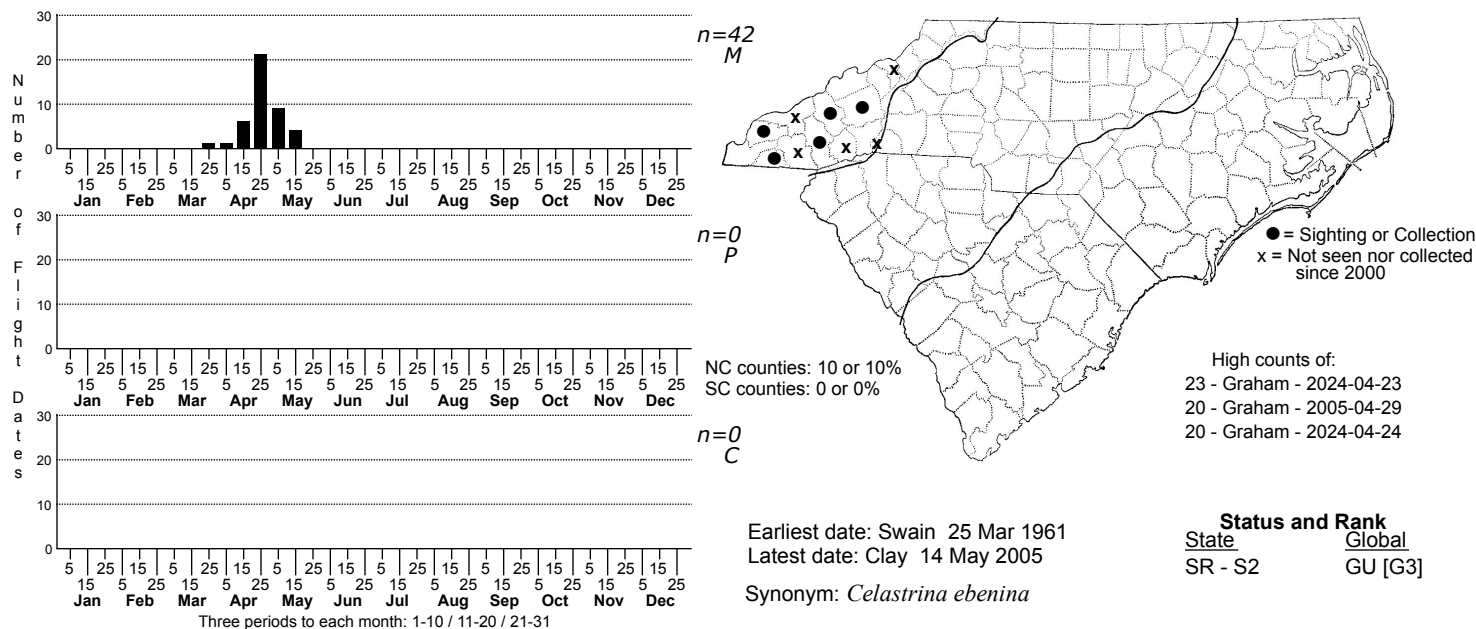 Number of Flight Dates
30
20
10
0
5 15 25 5 15 25 5 15 25 5 15 25 5 15 25 5 15 25 5 15 25 5 15 25 5 15 25 5 15 25 5 15 25 5 15 25
Jan Feb Mar Apr May Jun Jul Aug Sep Oct Nov Dec
n=42
M
30
20
10
0
5 15 25 5 15 25 5 15 25 5 15 25 5 15 25 5 15 25 5 15 25 5 15 25 5 15 25 5 15 25 5 15 25 5 15 25
Jan Feb Mar Apr May Jun Jul Aug Sep Oct Nov Dec
n=0
P
30
20
10
0
5 15 25 5 15 25 5 15 25 5 15 25 5 15 25 5 15 25 5 15 25 5 15 25 5 15 25 5 15 25 5 15 25 5 15 25
Jan Feb Mar Apr May Jun Jul Aug Sep Oct Nov Dec
n=0
C
Three periods to each month: 1-10 / 11-20 / 21-31
x
x
x
x
x
= Sighting or Collection
x = Not seen nor collected
since 2000
NC counties: 10 or 10%
SC counties: 0 or 0%
High counts of:
23 - Graham - 2024-04-23
20 - Graham - 2005-04-29
20 - Graham - 2024-04-24
Earliest date: Swain 25 Mar 1961
Latest date: Clay 14 May 2005
Synonym: Celastrina ebenina
Status and Rank
State Global
SR - S2 GU [G3]